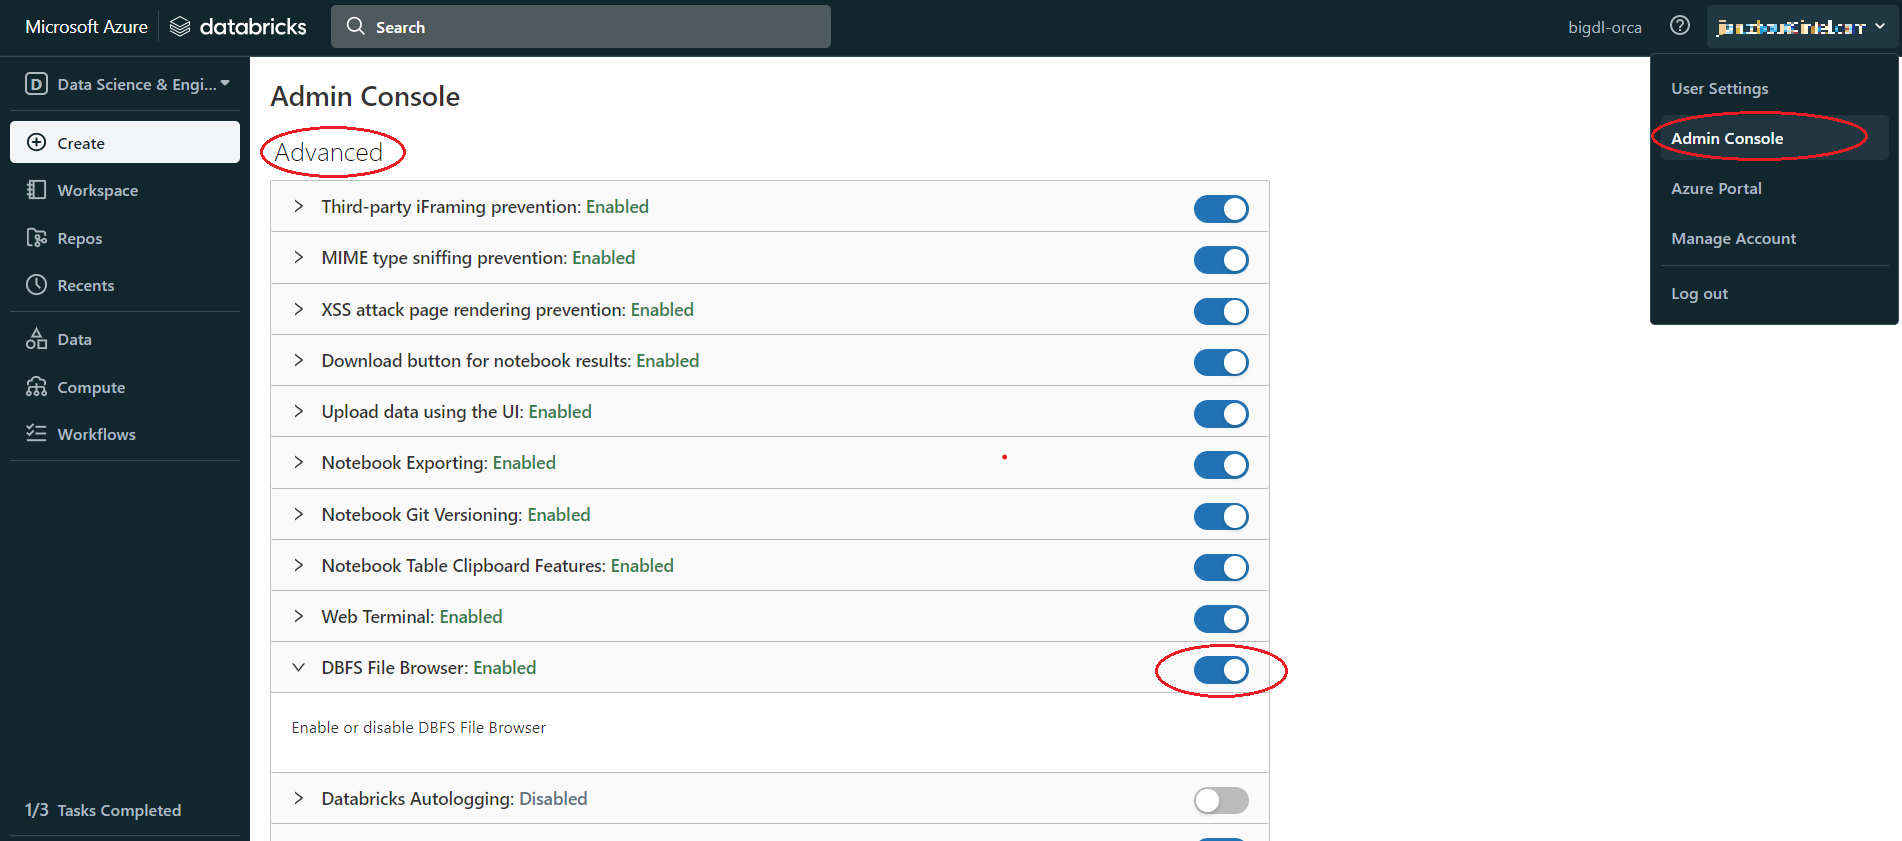 Microsoft Azure databricks Search bigdl-orca
D Data Science & Engi...
Create
Workspace
Repos
Recents
Data
Compute
Workflows
1/3 Tasks Completed
Admin Console
Advanced
Third-party iFraming prevention: Enabled
MIME type sniffing prevention: Enabled
XSS attack page rendering prevention: Enabled
Download button for notebook results: Enabled
Upload data using the UI: Enabled
Notebook Exporting: Enabled
Notebook Git Versioning: Enabled
Notebook Table Clipboard Features: Enabled
Web Terminal: Enabled
DBFS File Browser: Enabled
Enable or disable DBFS File Browser
Databricks Autologging: Disabled
User Settings
Admin Console
Azure Portal
Manage Account
Log out